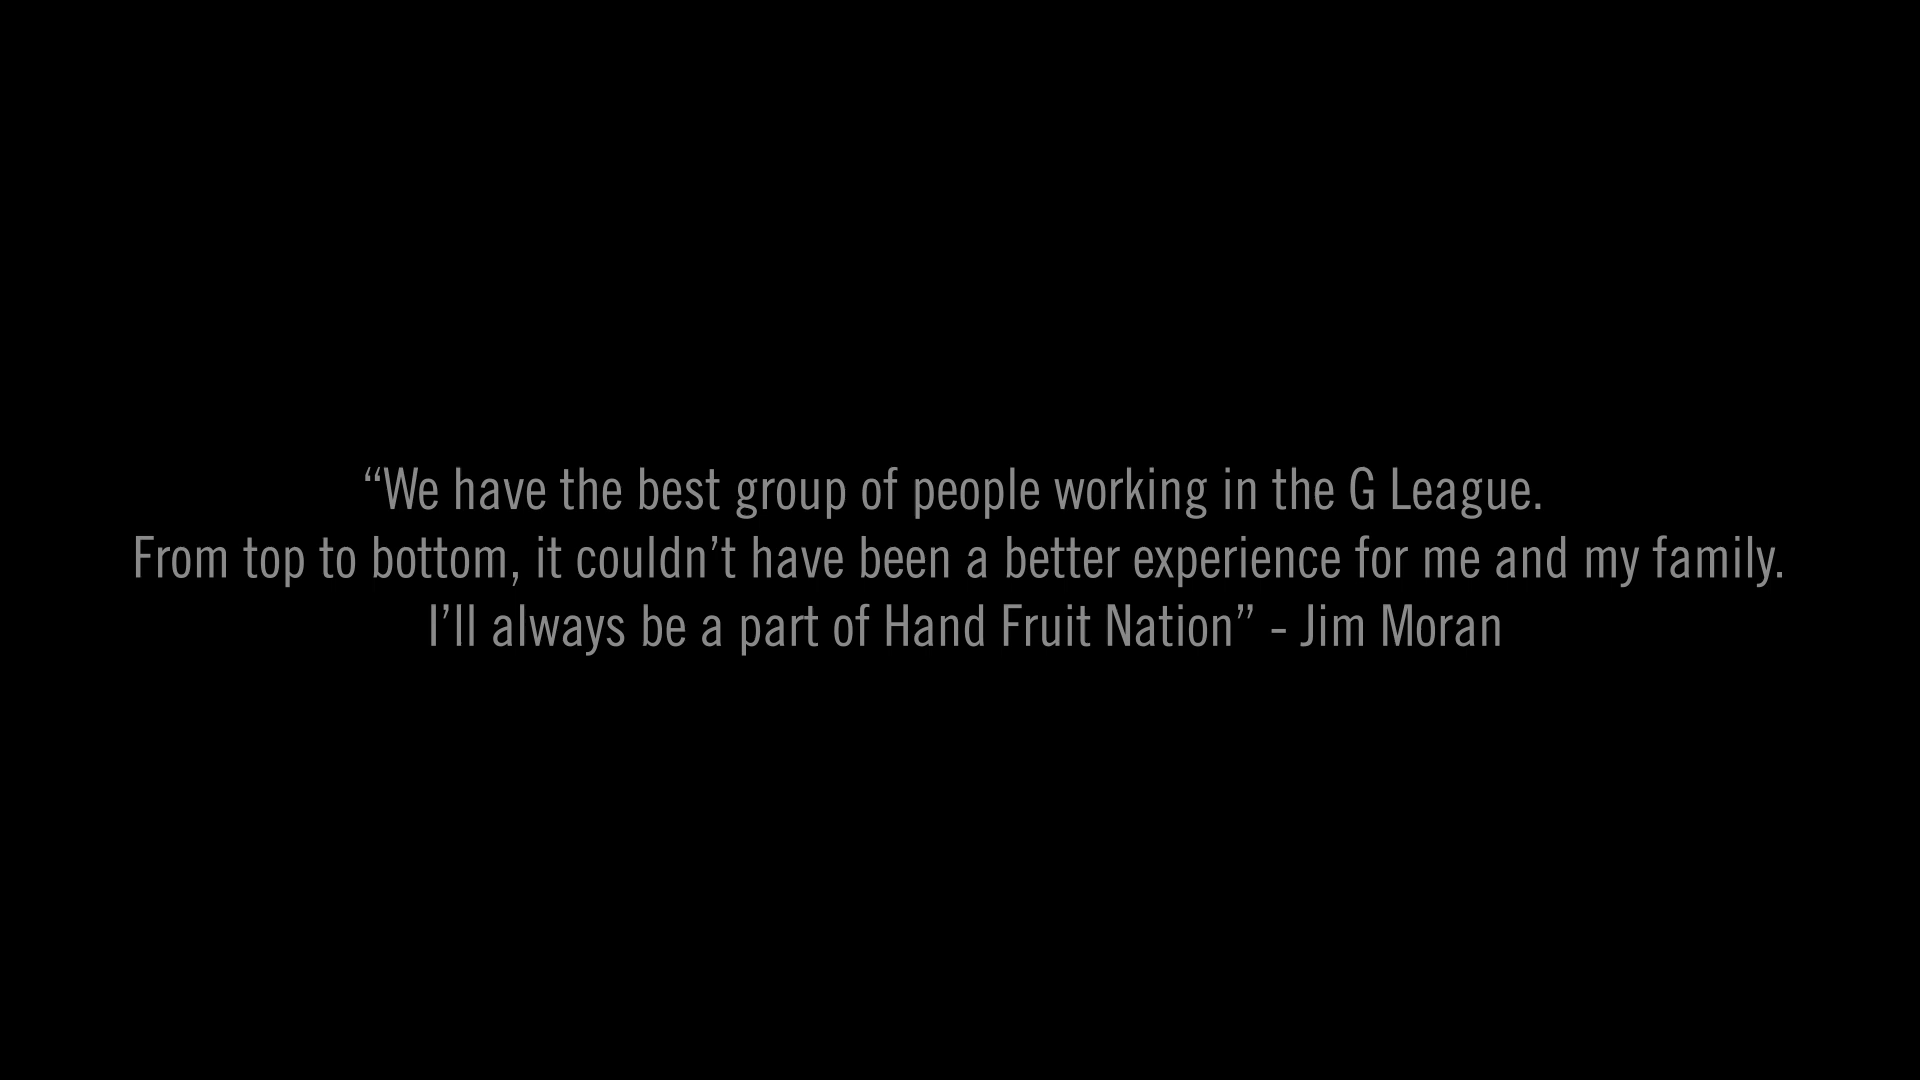 “We have the best group of people working in the G League.
From top to bottom, it couldn’t have been a better experience for me and my family.
I’ll always be a part of Hand Fruit Nation” - Jim Moran